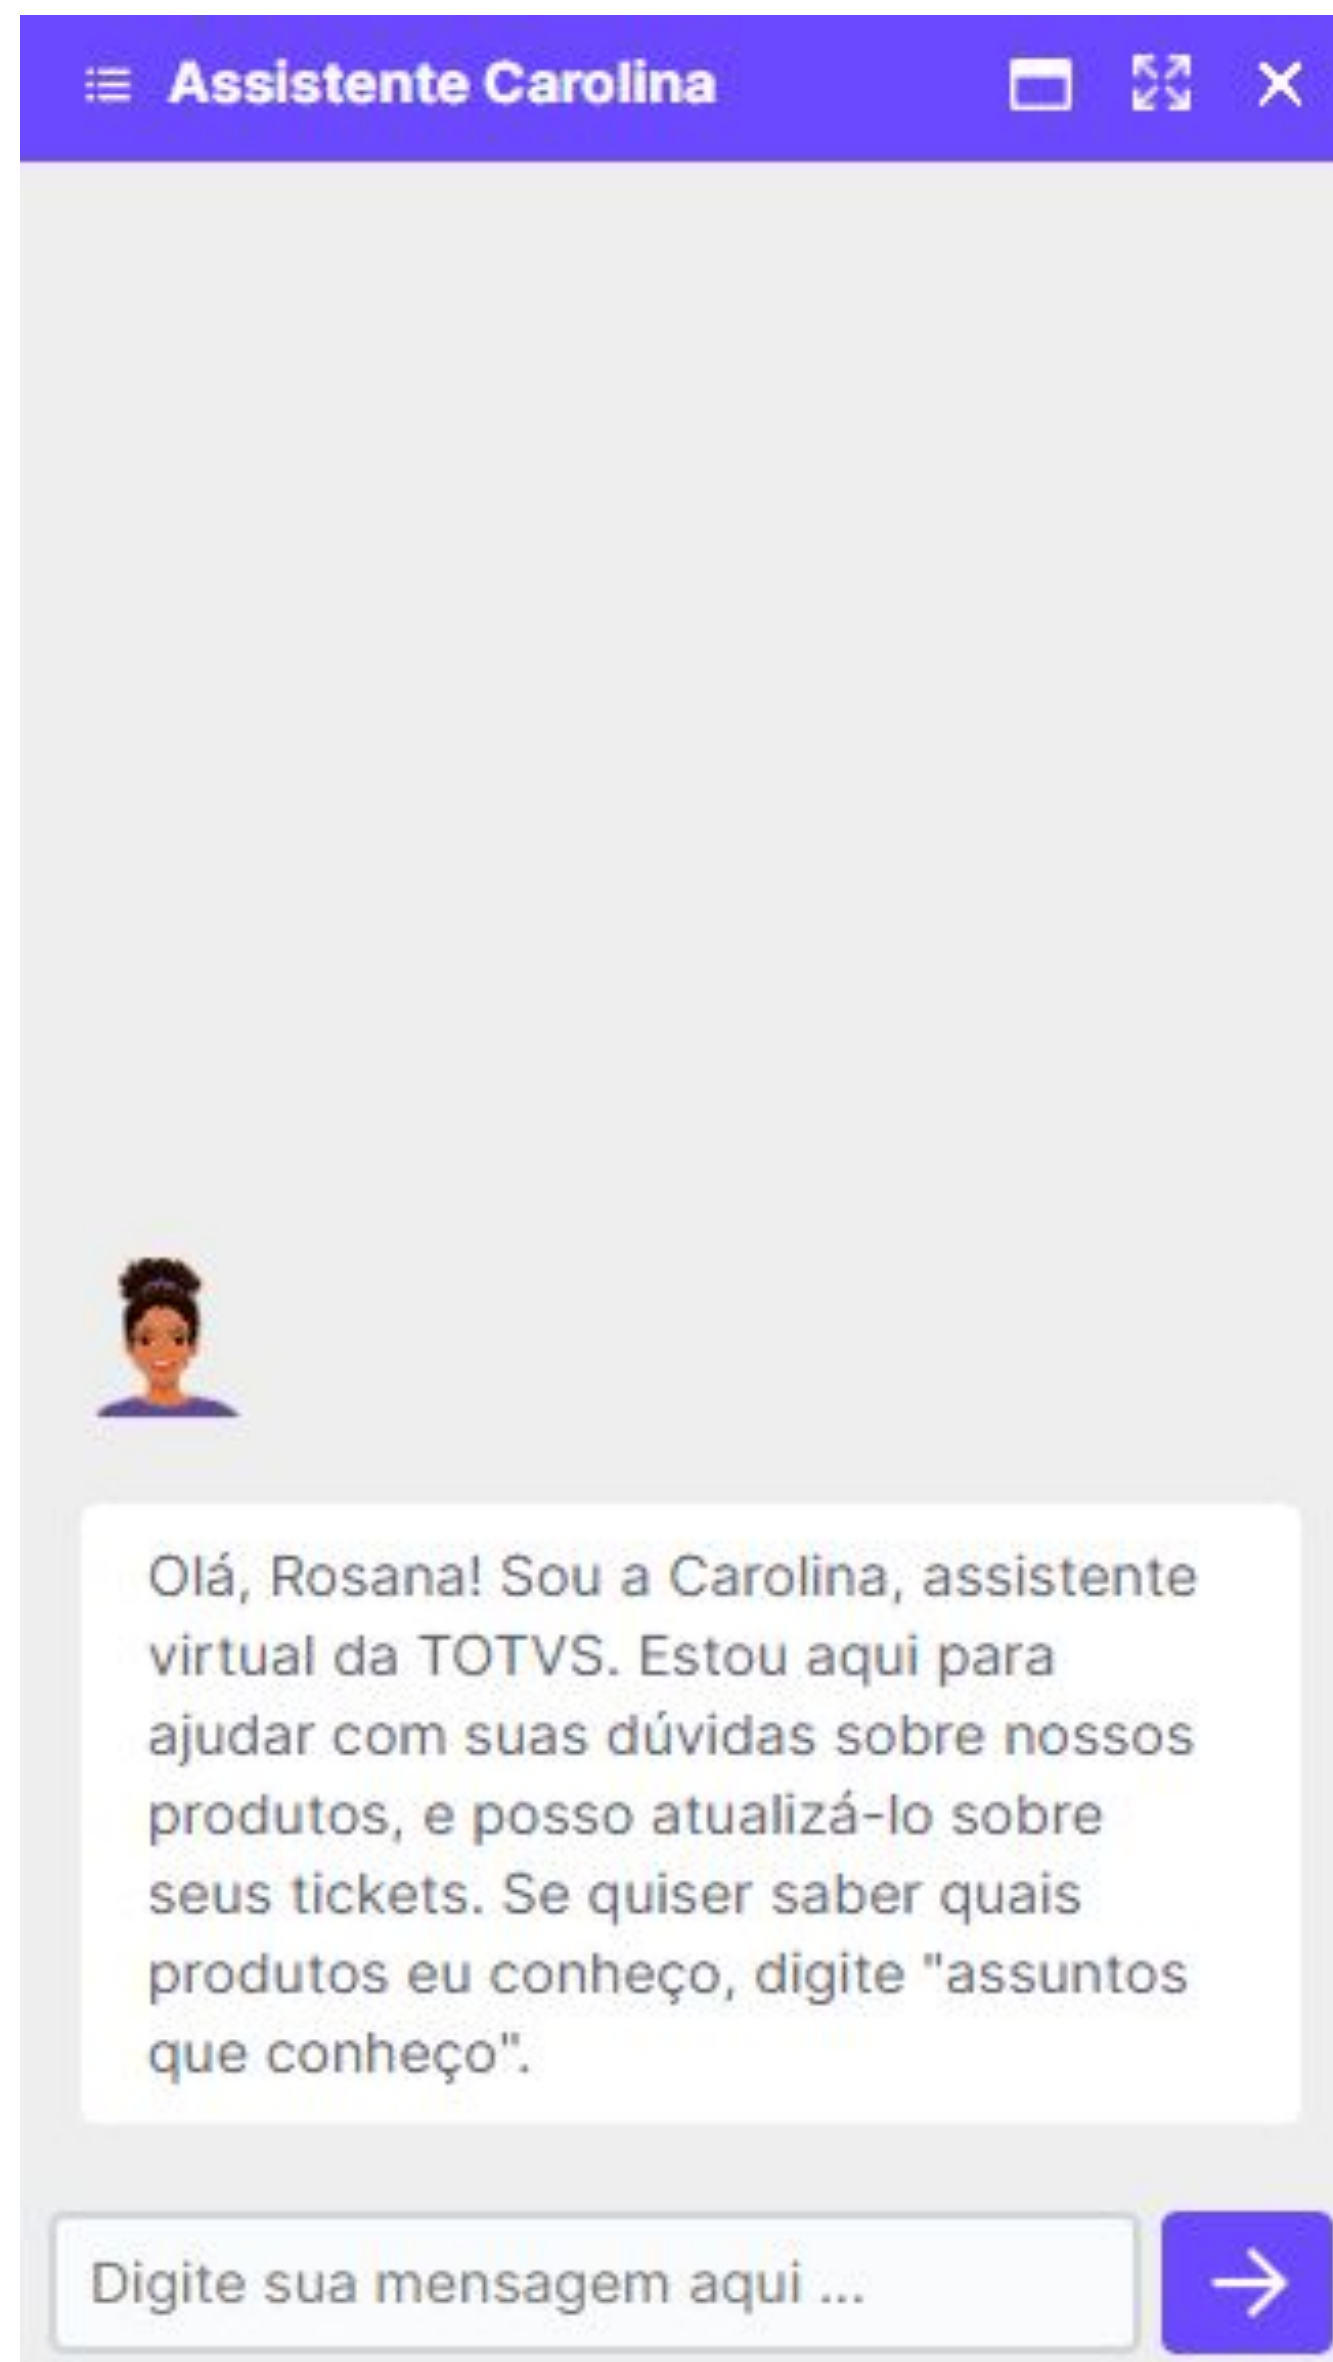 Assistente Carolina
Olá, Rosana! Sou a Carolina, assistente
virtual da TOTVS. Estou aqui para
ajudar com suas dúvidas sobre nossos
produtos, e posso atualizá-lo sobre
seus tickets. Se quiser saber quais
produtos eu conheço, digite "assuntos
que conheço".
Digite sua mensagem aqui ...